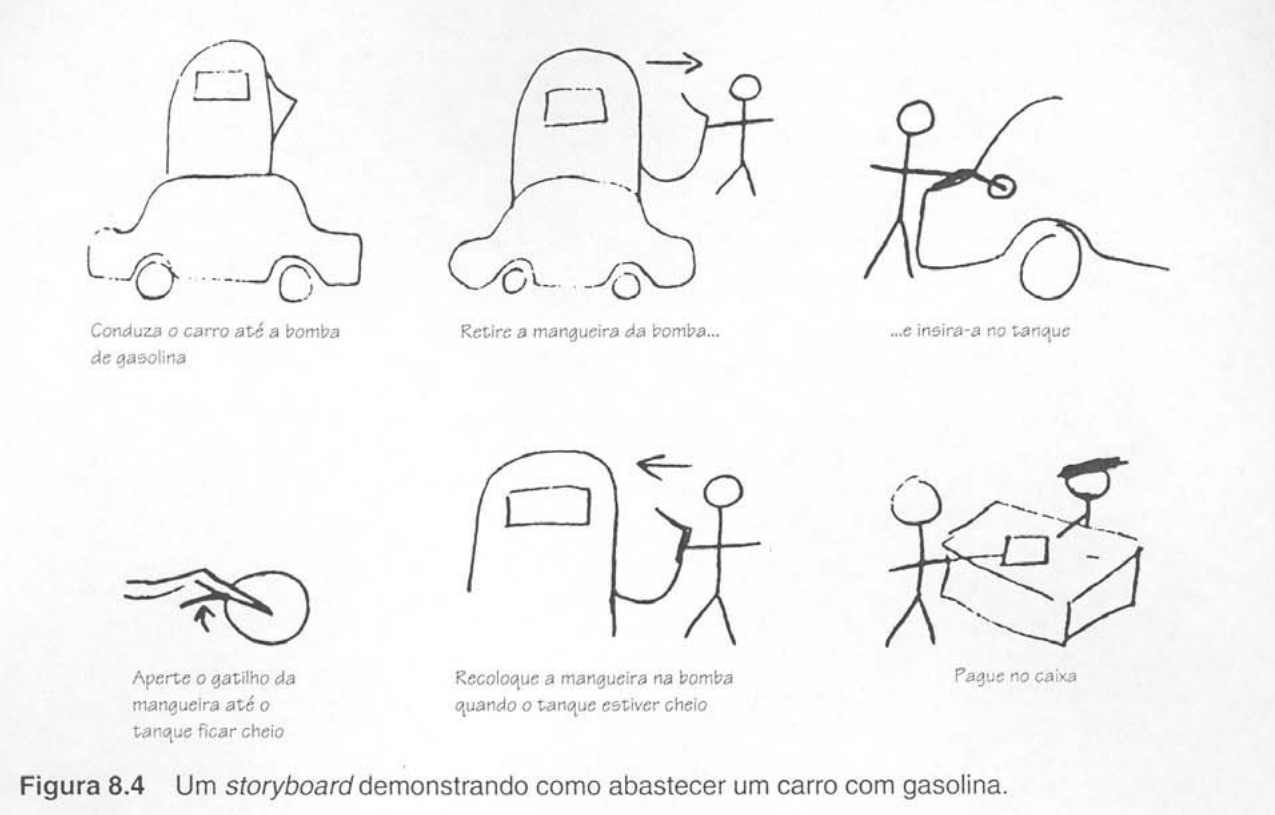 Conduza o carro até a bomba
de gasolina
Retire a mangueira da bomba...
...e insira-a no tanque
Aperte o gatilho da
mangueira até o
tanque ficar cheio
Recoloque a mangueira na bomba
quando o tanque estiver cheio
Pague no caixa
Figura 8.4 Um storyboard demonstrando como abastecer um carro com gasolina.